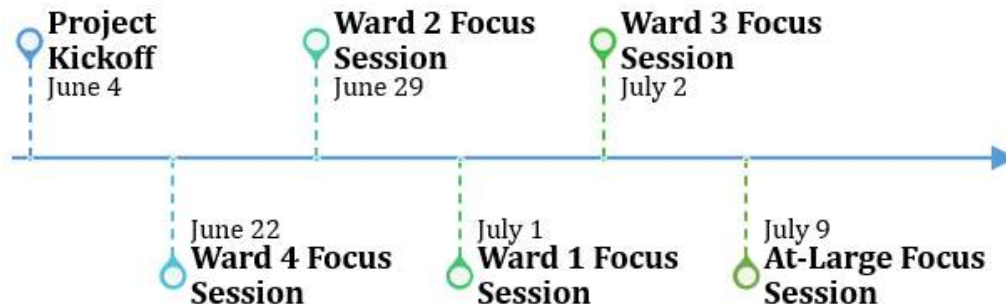 Project
Kickoff
June 4
Ward 2 Focus
Session
June 29
Ward 3 Focus
Session
July 2
June 22
Ward 4 Focus
Session
July 1
Ward 1 Focus
Session
July 9
At-Large Focus
Session